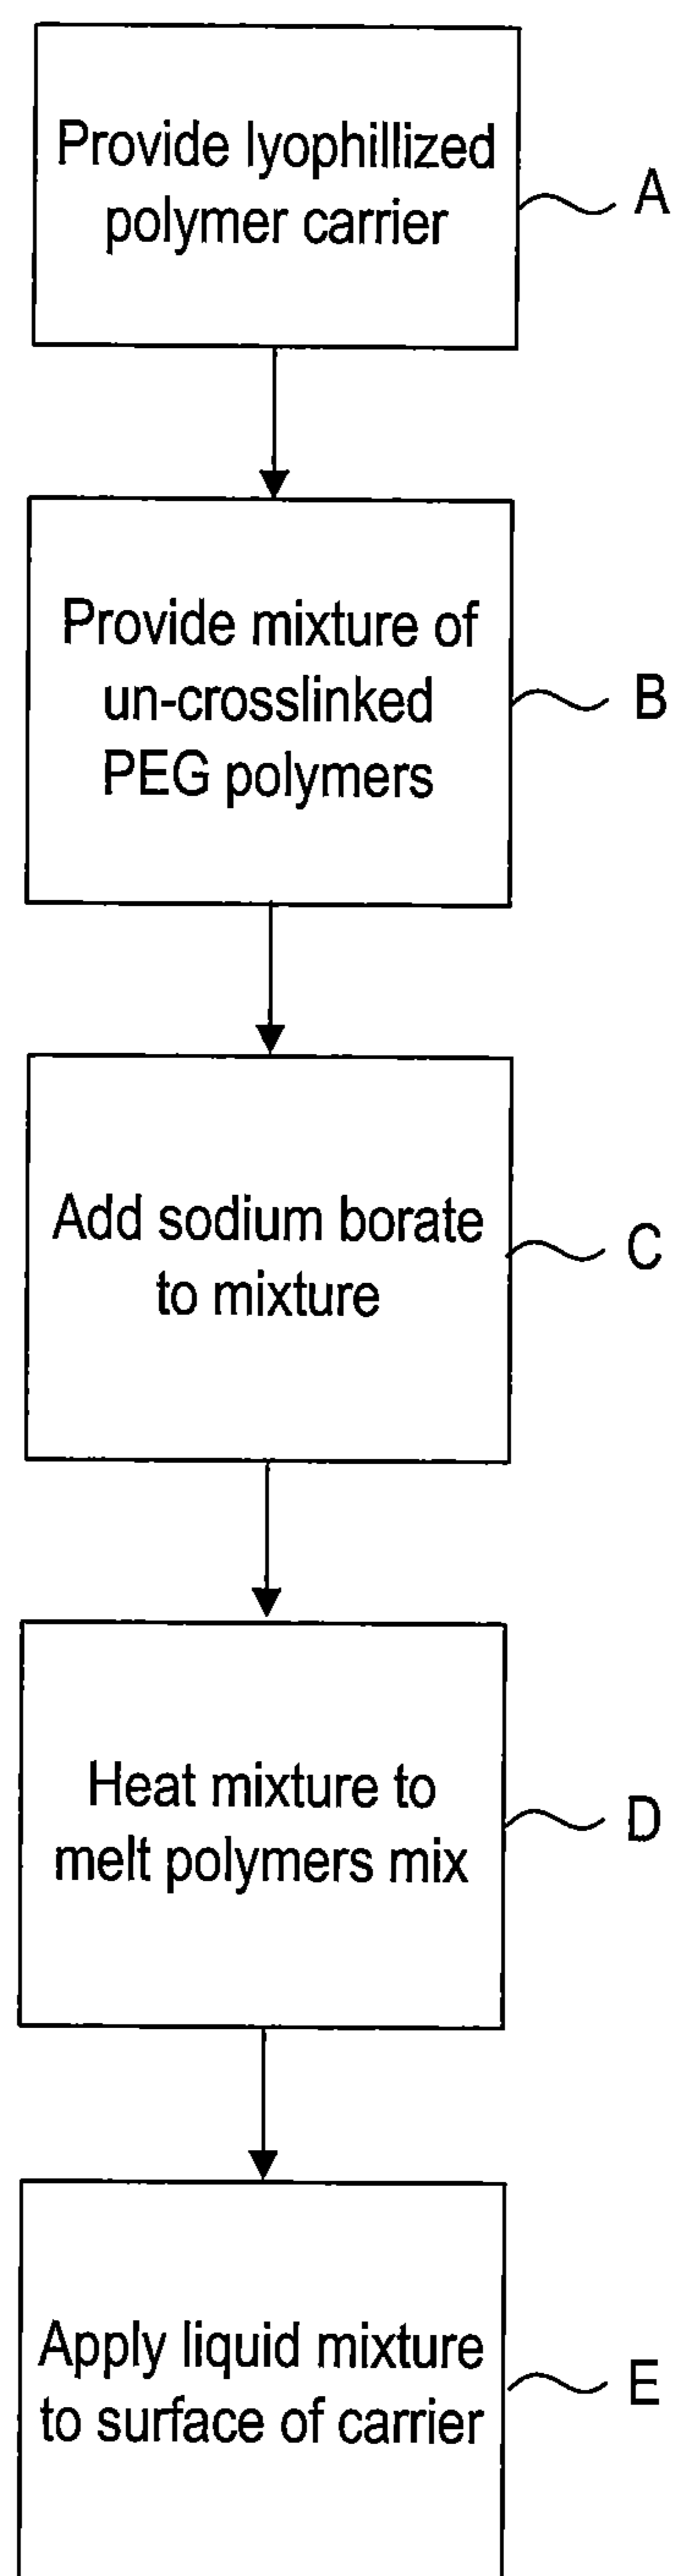 Provide lyophillized
polymer carrier
A
Provide mixture of
un-crosslinked
PEG polymers
B
Add sodium borate
to mixture
C
Heat mixture to
melt polymers mix
D
Apply liquid mixture
to surface of carrier
E